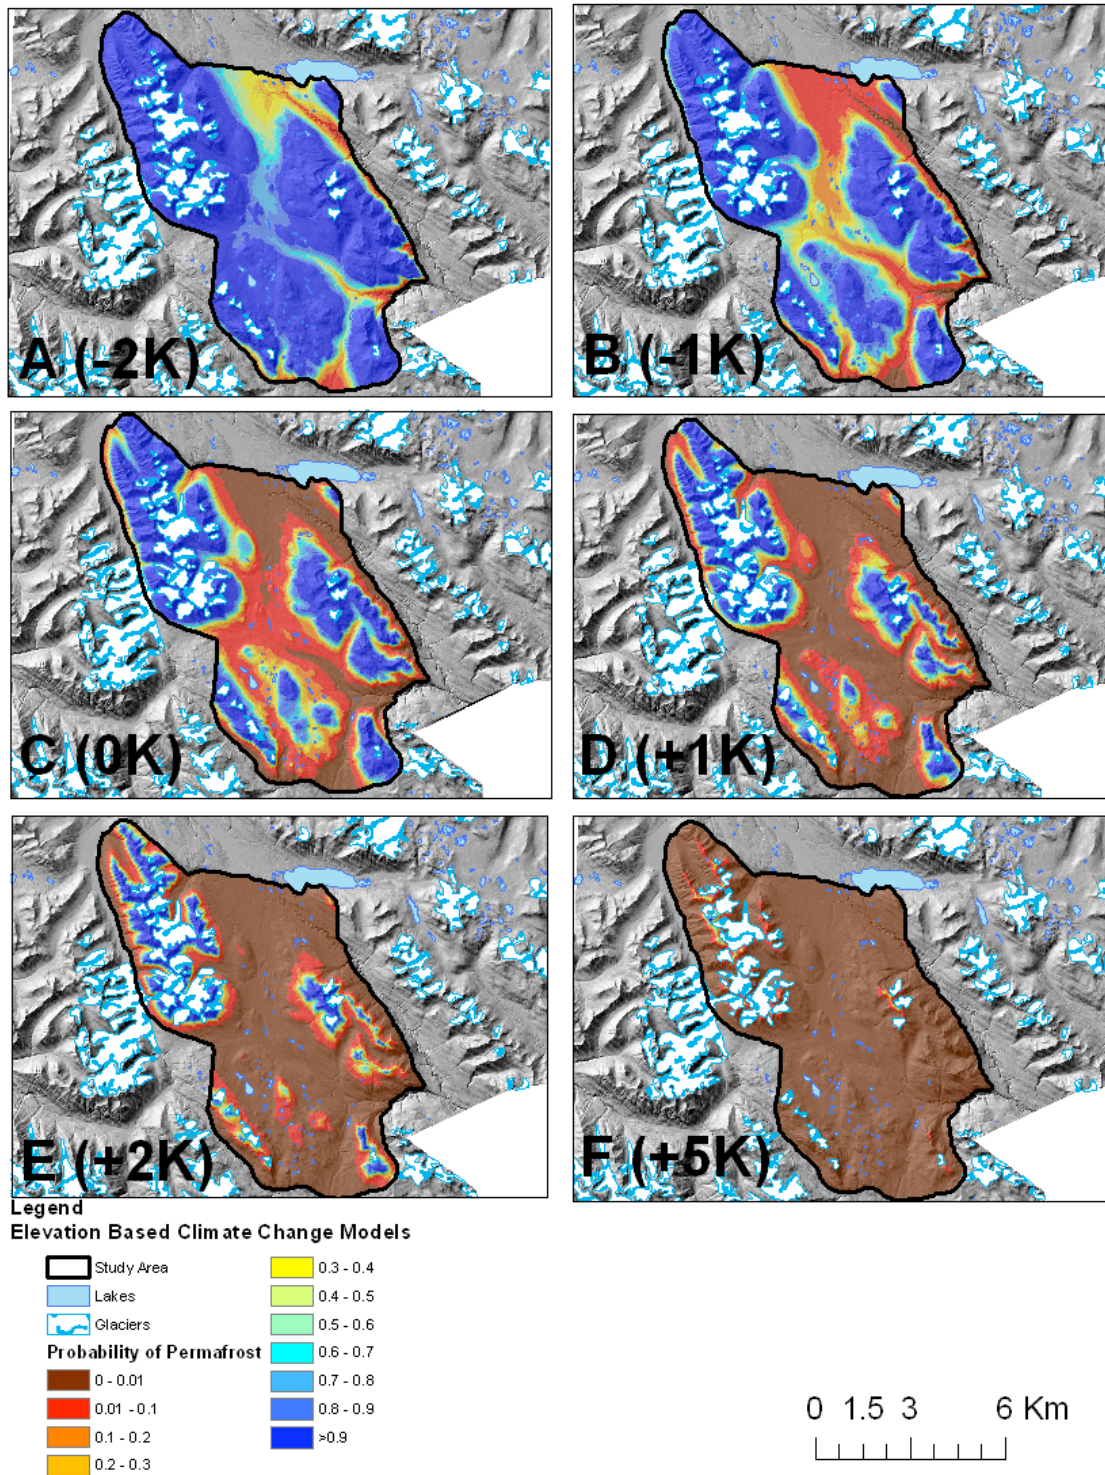 A (-2K)
B (-1K)
C (0K)
D (+1K)
E (+2K)
F (+5K)
Legend
Elevation Based Climate Change Models
Study Area
Lakes
Glaciers
Probability of Permafrost
0 - 0.01
0.01 - 0.1
0.1 - 0.2
0.2 - 0.3
0.3 - 0.4
0.4 - 0.5
0.5 - 0.6
0.6 - 0.7
0.7 - 0.8
0.8 - 0.9
>0.9
0 1.5 3 6 Km